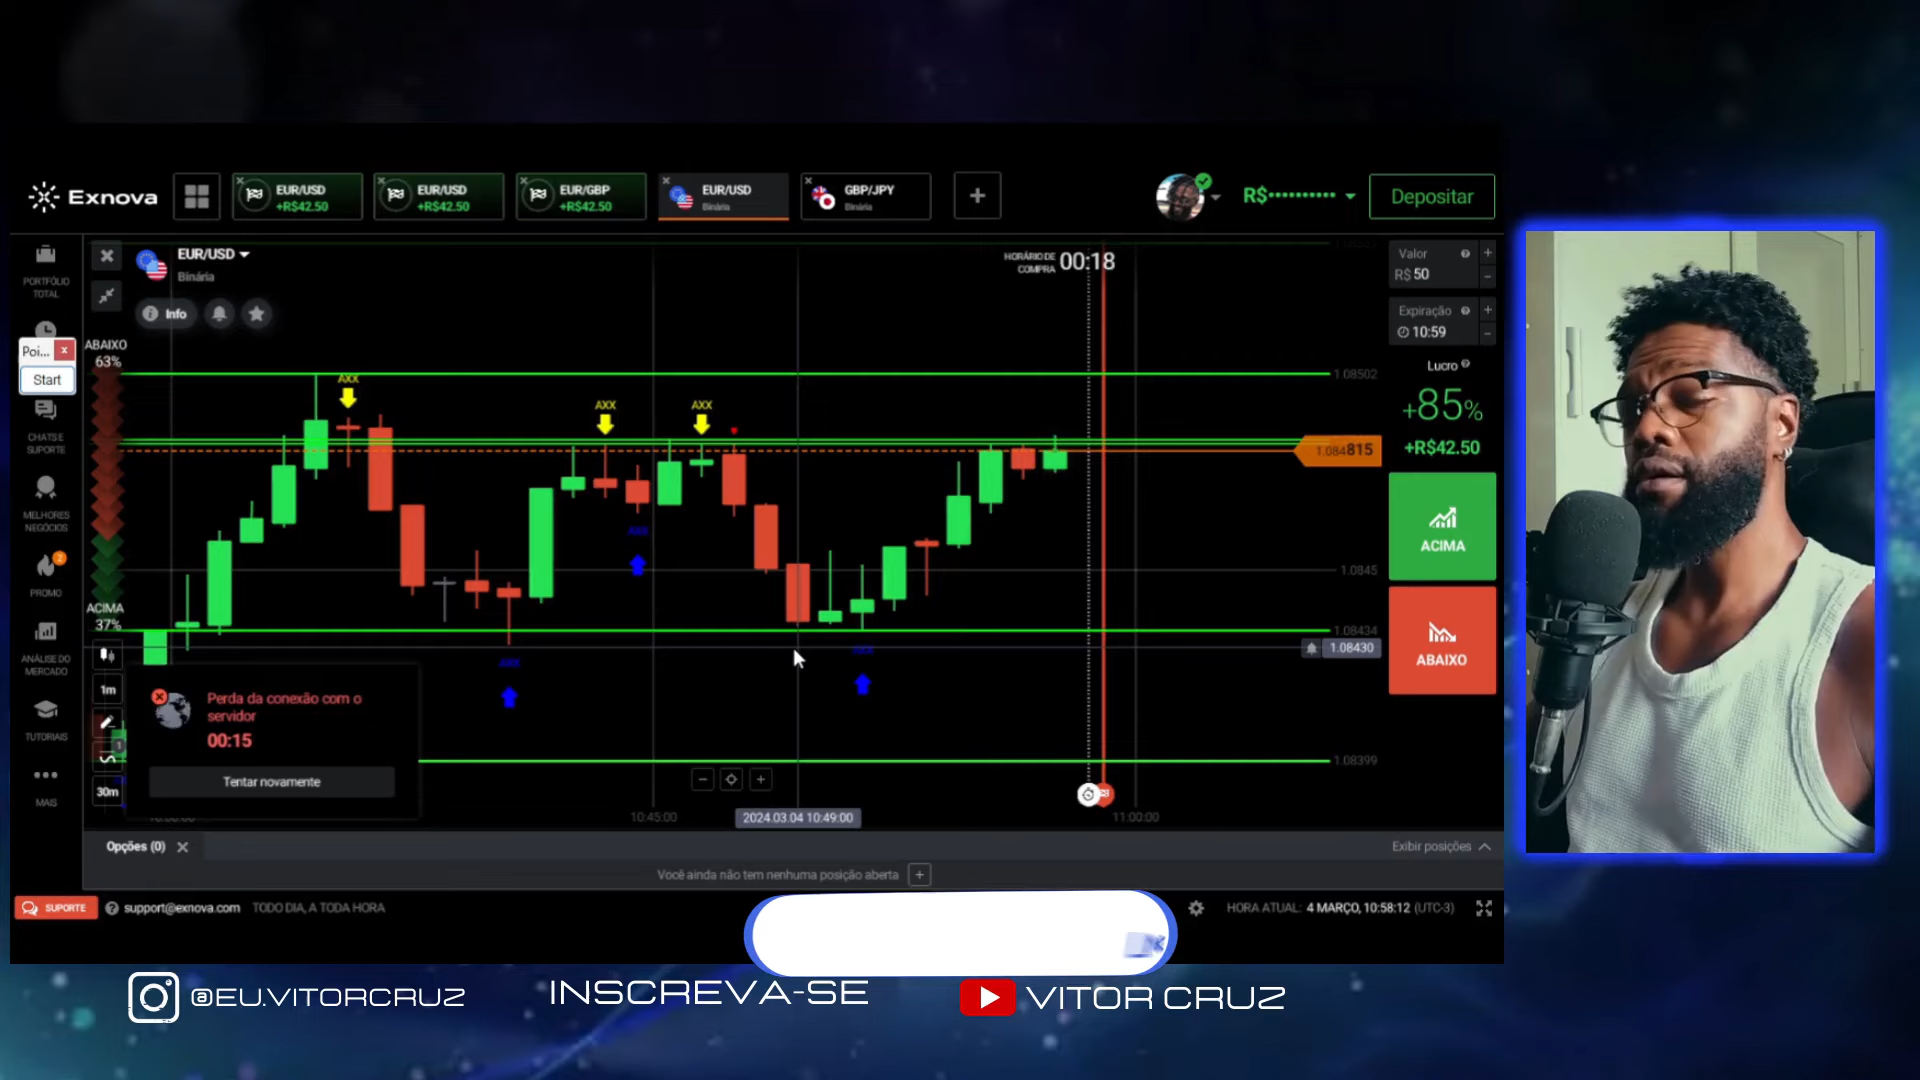 Exnova
EUR/USD
+R$42.50
EUR/USD
+R$42.50
EUR/GBP
+R$42.50
EUR/USD
Binária
GBP/JPY
Binária
R$••••••••••
Depositar
PORTFÓLIO
TOTAL
Poi... x
Start
CHATS E
SUPORTE
MELHORES
NEGÓCIOS
2
PROMO
ANÁLISE DO
MERCADO
TUTORIAIS
MAIS
EUR/USD
Binária
Info
ABAIXO
63%
ACIMA
37%
1m
1
30m
HORÁRIO DE
COMPRA 00:18
AXX
AXX
AXX
1.08502
1.084815
1.0845
1.08434
1.08430
1.08399
Perda da conexão com o
servidor
00:15
Tentar novamente
10:45:00
2024.03.04 10:49:00
11:00:00
Valor
R$ 50
Expiração
10:59
Lucro
+85%
+R$42.50
ACIMA
ABAIXO
Opções (0)
Exibir posições
Você ainda não tem nenhuma posição aberta
SUPORTE
support@exnova.com TODO DIA, A TODA HORA
HORA ATUAL: 4 MARÇO, 10:58:12 (UTC-3)
@EU.VITORCRUZ
INSCREVA-SE
VITOR CRUZ